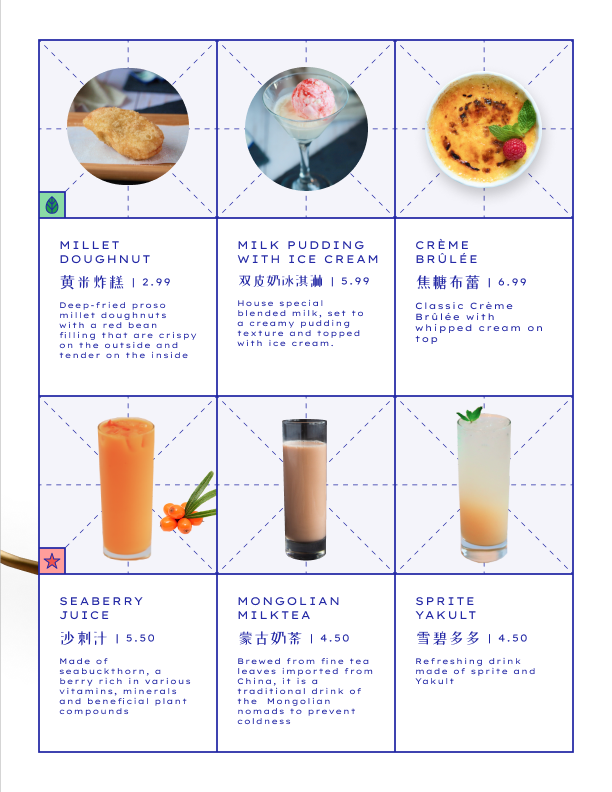 MILLET
DOUGHNUT
黄米炸糕 | 2.99
Deep-fried proso
millet doughnuts
with a red bean
filling that are crispy
on the outside and
tender on the inside
MILK PUDDING
WITH ICE CREAM
双皮奶冰淇淋 | 5.99
House special
blended milk, set to
a creamy pudding
texture and topped
with ice cream.
CRÈME
BRÛLÉE
焦糖布蕾 | 6.99
Classic Crème
Brûlée with
whipped cream on
top
SEABERRY
JUICE
沙刺汁 | 5.50
Made of
seabuckthorn, a
berry rich in various
vitamins, minerals
and beneficial plant
compounds
MONGOLIAN
MILKTEA
蒙古奶茶 | 4.50
Brewed from fine tea
leaves imported from
China, it is a
traditional drink of
the Mongolian
nomads to prevent
coldness
SPRITE
YAKULT
雪碧多多 | 4.50
Refreshing drink
made of sprite and
Yakult